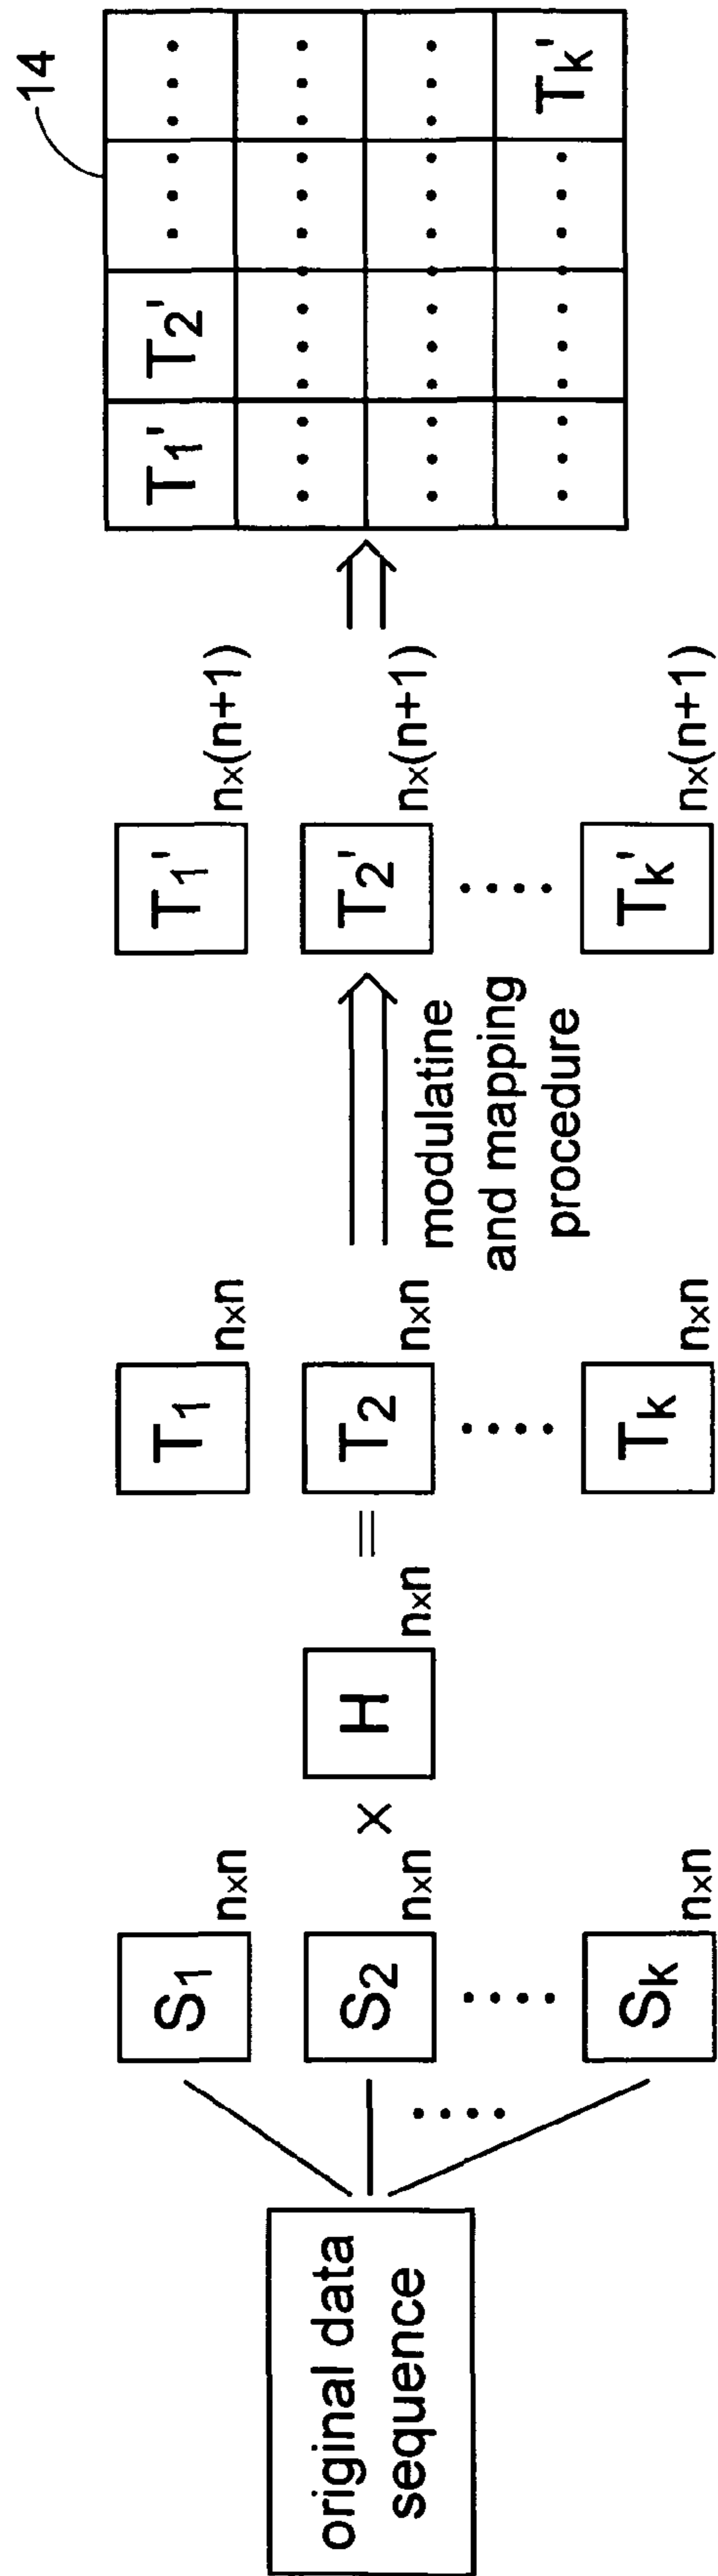 original data
sequence
S1 n×n
S2 n×n
Sk n×n
×
H n×n
=
T1 n×n
T2 n×n
Tk n×n
modulatine
and mapping
procedure
T1' n×(n+1)
T2' n×(n+1)
Tk' n×(n+1)
14
T1' T2'
Tk'